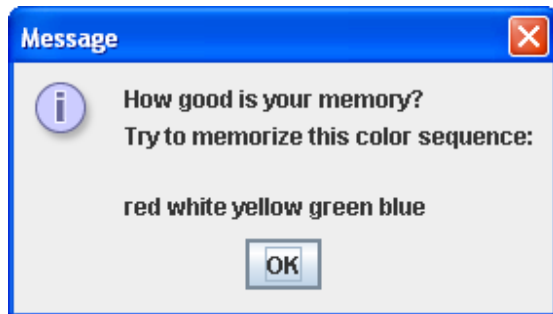 Message
How good is your memory?
Try to memorize this color sequence:
red white yellow green blue
OK